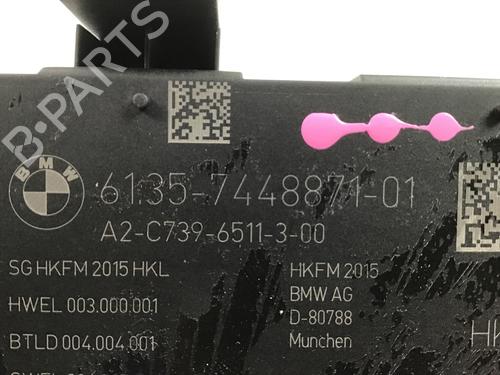 B-PARTS
BMW
6135-7448871-01
A2-C739-6511-3-00
SG HKFM 2015 HKL
HWEL 003.000.001
BTLD 004.004.001
HKFM 2015
BMW AG
D-80788
Munchen
HK